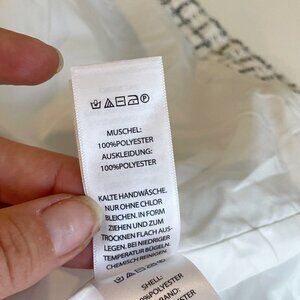 MUSCHEL:
100%POLYESTER
AUSKLEIDUNG:
100%POLYESTER
KALTE HANDWÄSCHE.
NUR OHNE CHLOR
BLEICHEN. IN FORM
ZIEHEN UND ZUM
TROCKNEN FLACH AUS-
LEGEN. BEI NIEDRIGER
TEMPERATUR BÜGELN.
CHEMISCH REINIGEN.
SHELL:
100%POLYESTER